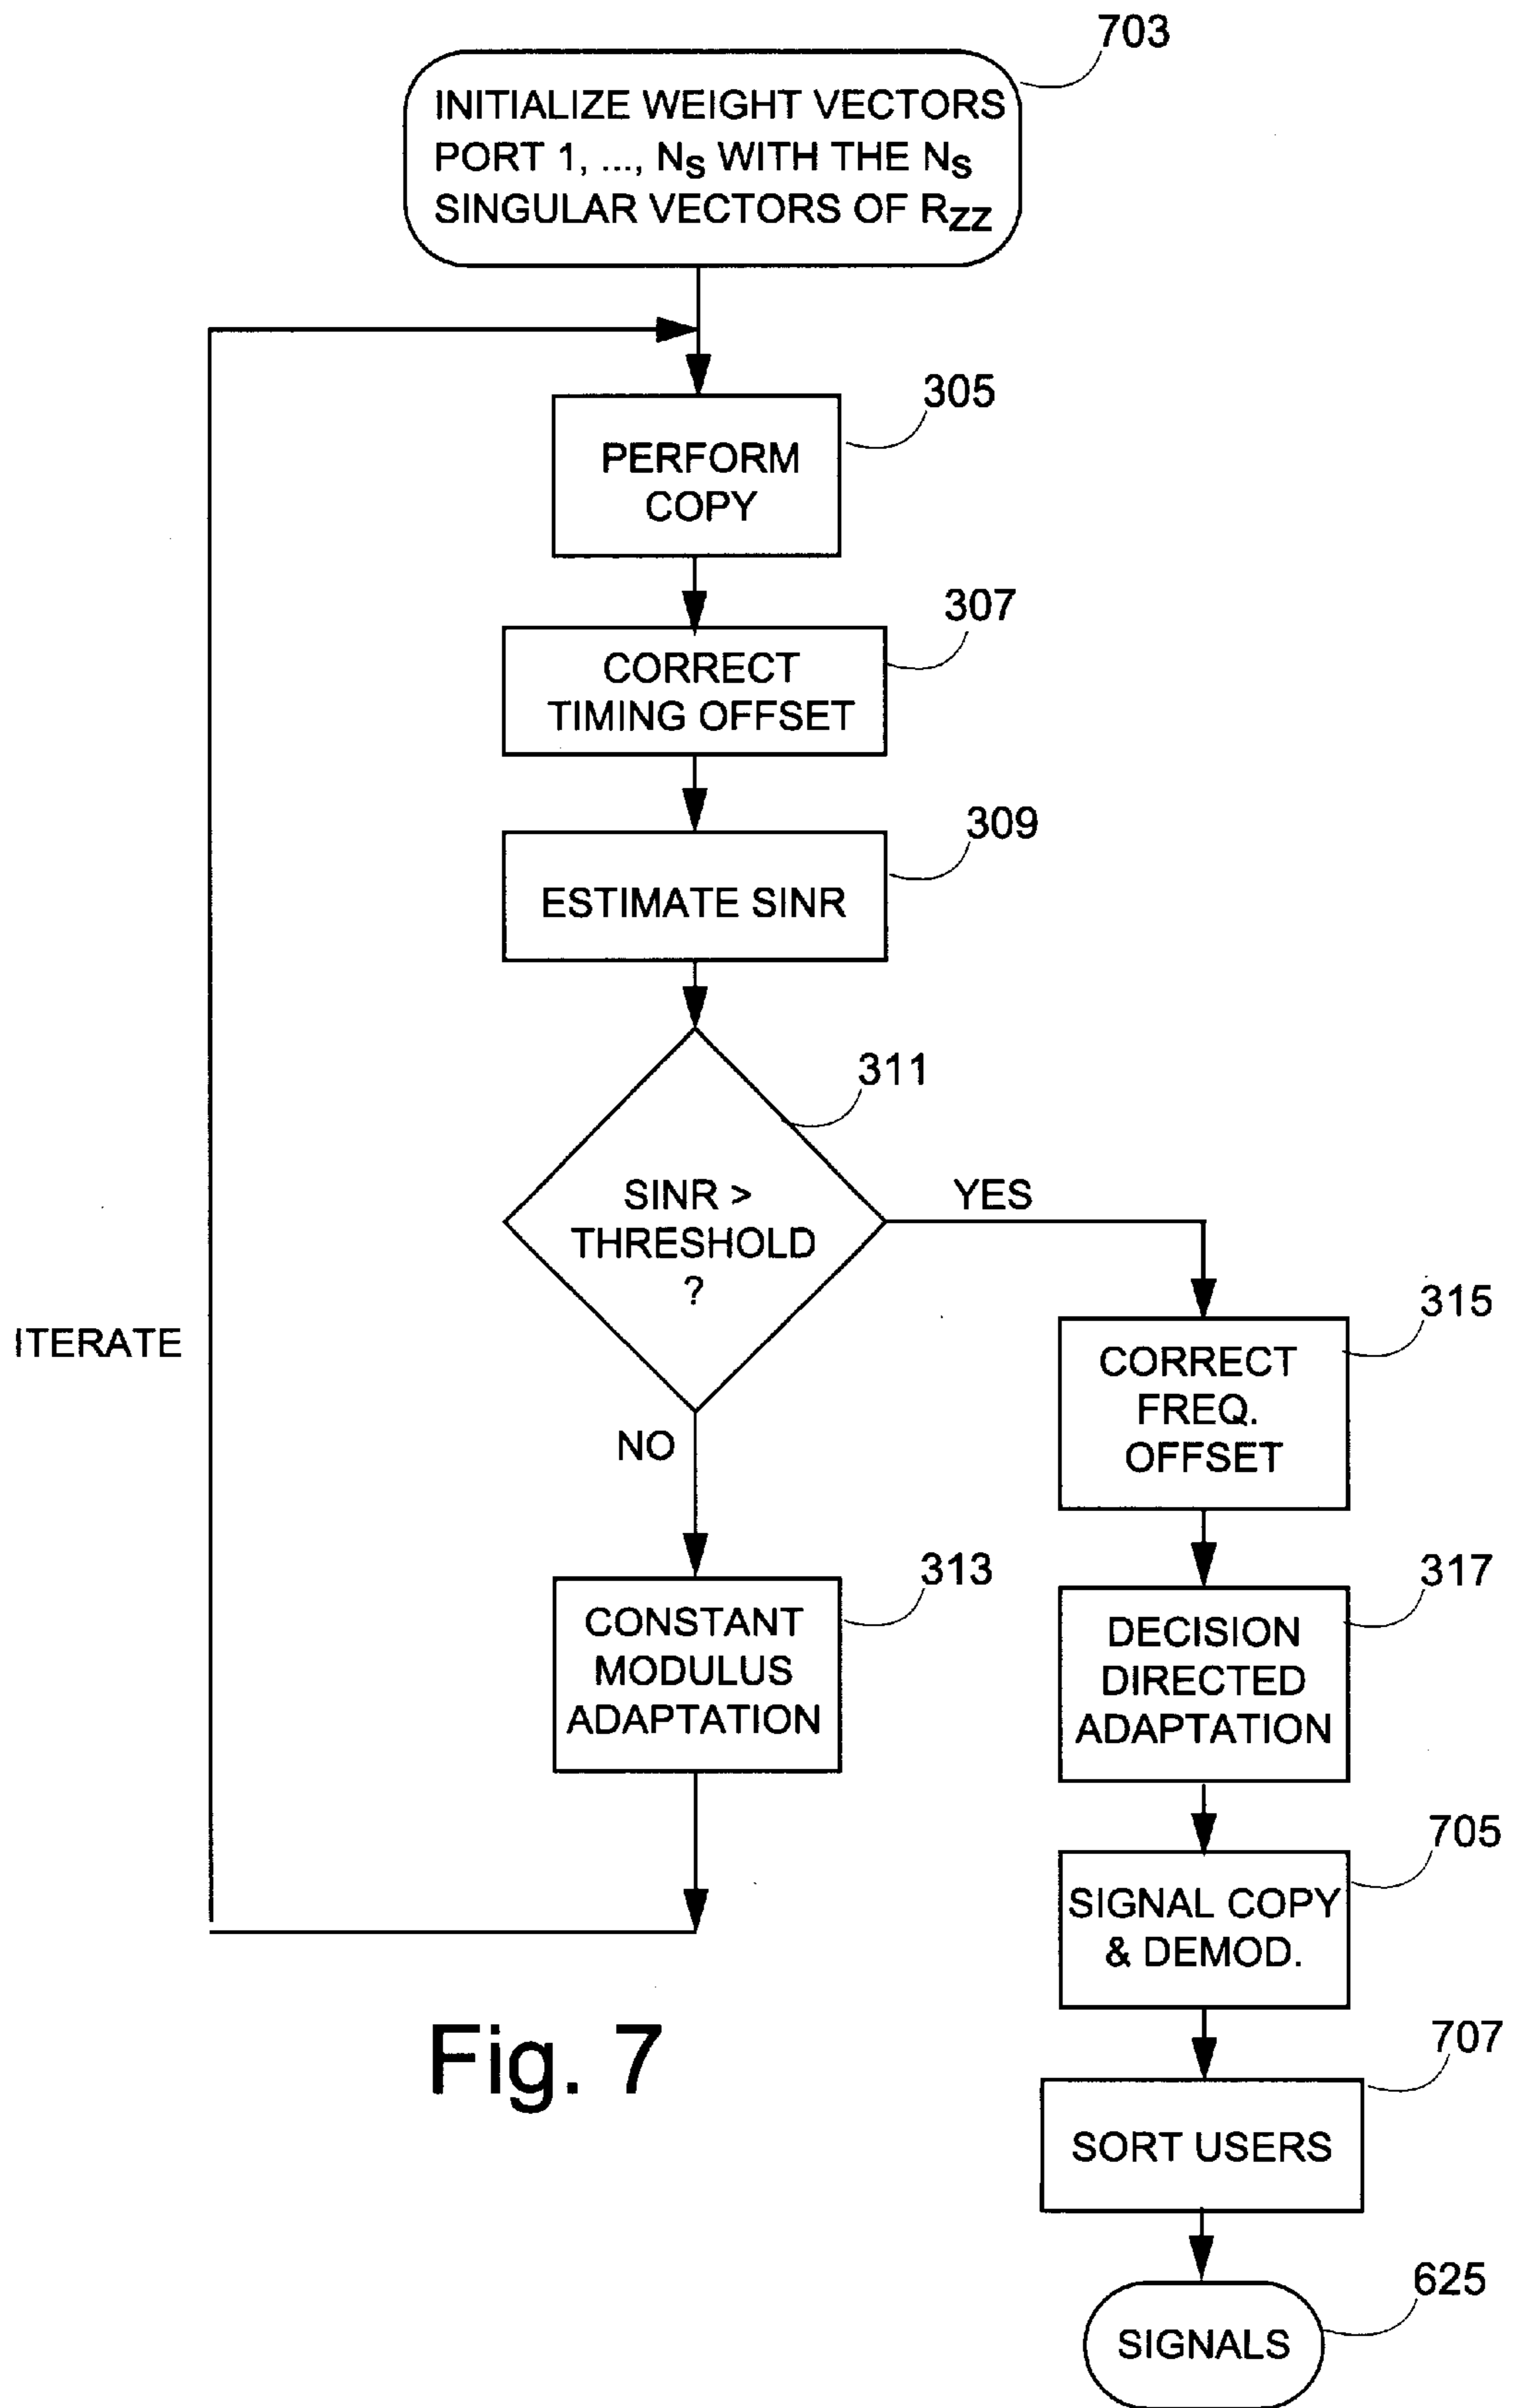 703
INITIALIZE WEIGHT VECTORS
PORT 1, ..., NS WITH THE NS
SINGULAR VECTORS OF RZZ
305
PERFORM
COPY
307
CORRECT
TIMING OFFSET
309
ESTIMATE SINR
311
SINR >
THRESHOLD
?
YES
NO
ITERATE
313
CONSTANT
MODULUS
ADAPTATION
315
CORRECT
FREQ.
OFFSET
317
DECISION
DIRECTED
ADAPTATION
705
SIGNAL COPY
& DEMOD.
707
SORT USERS
625
SIGNALS
Fig. 7